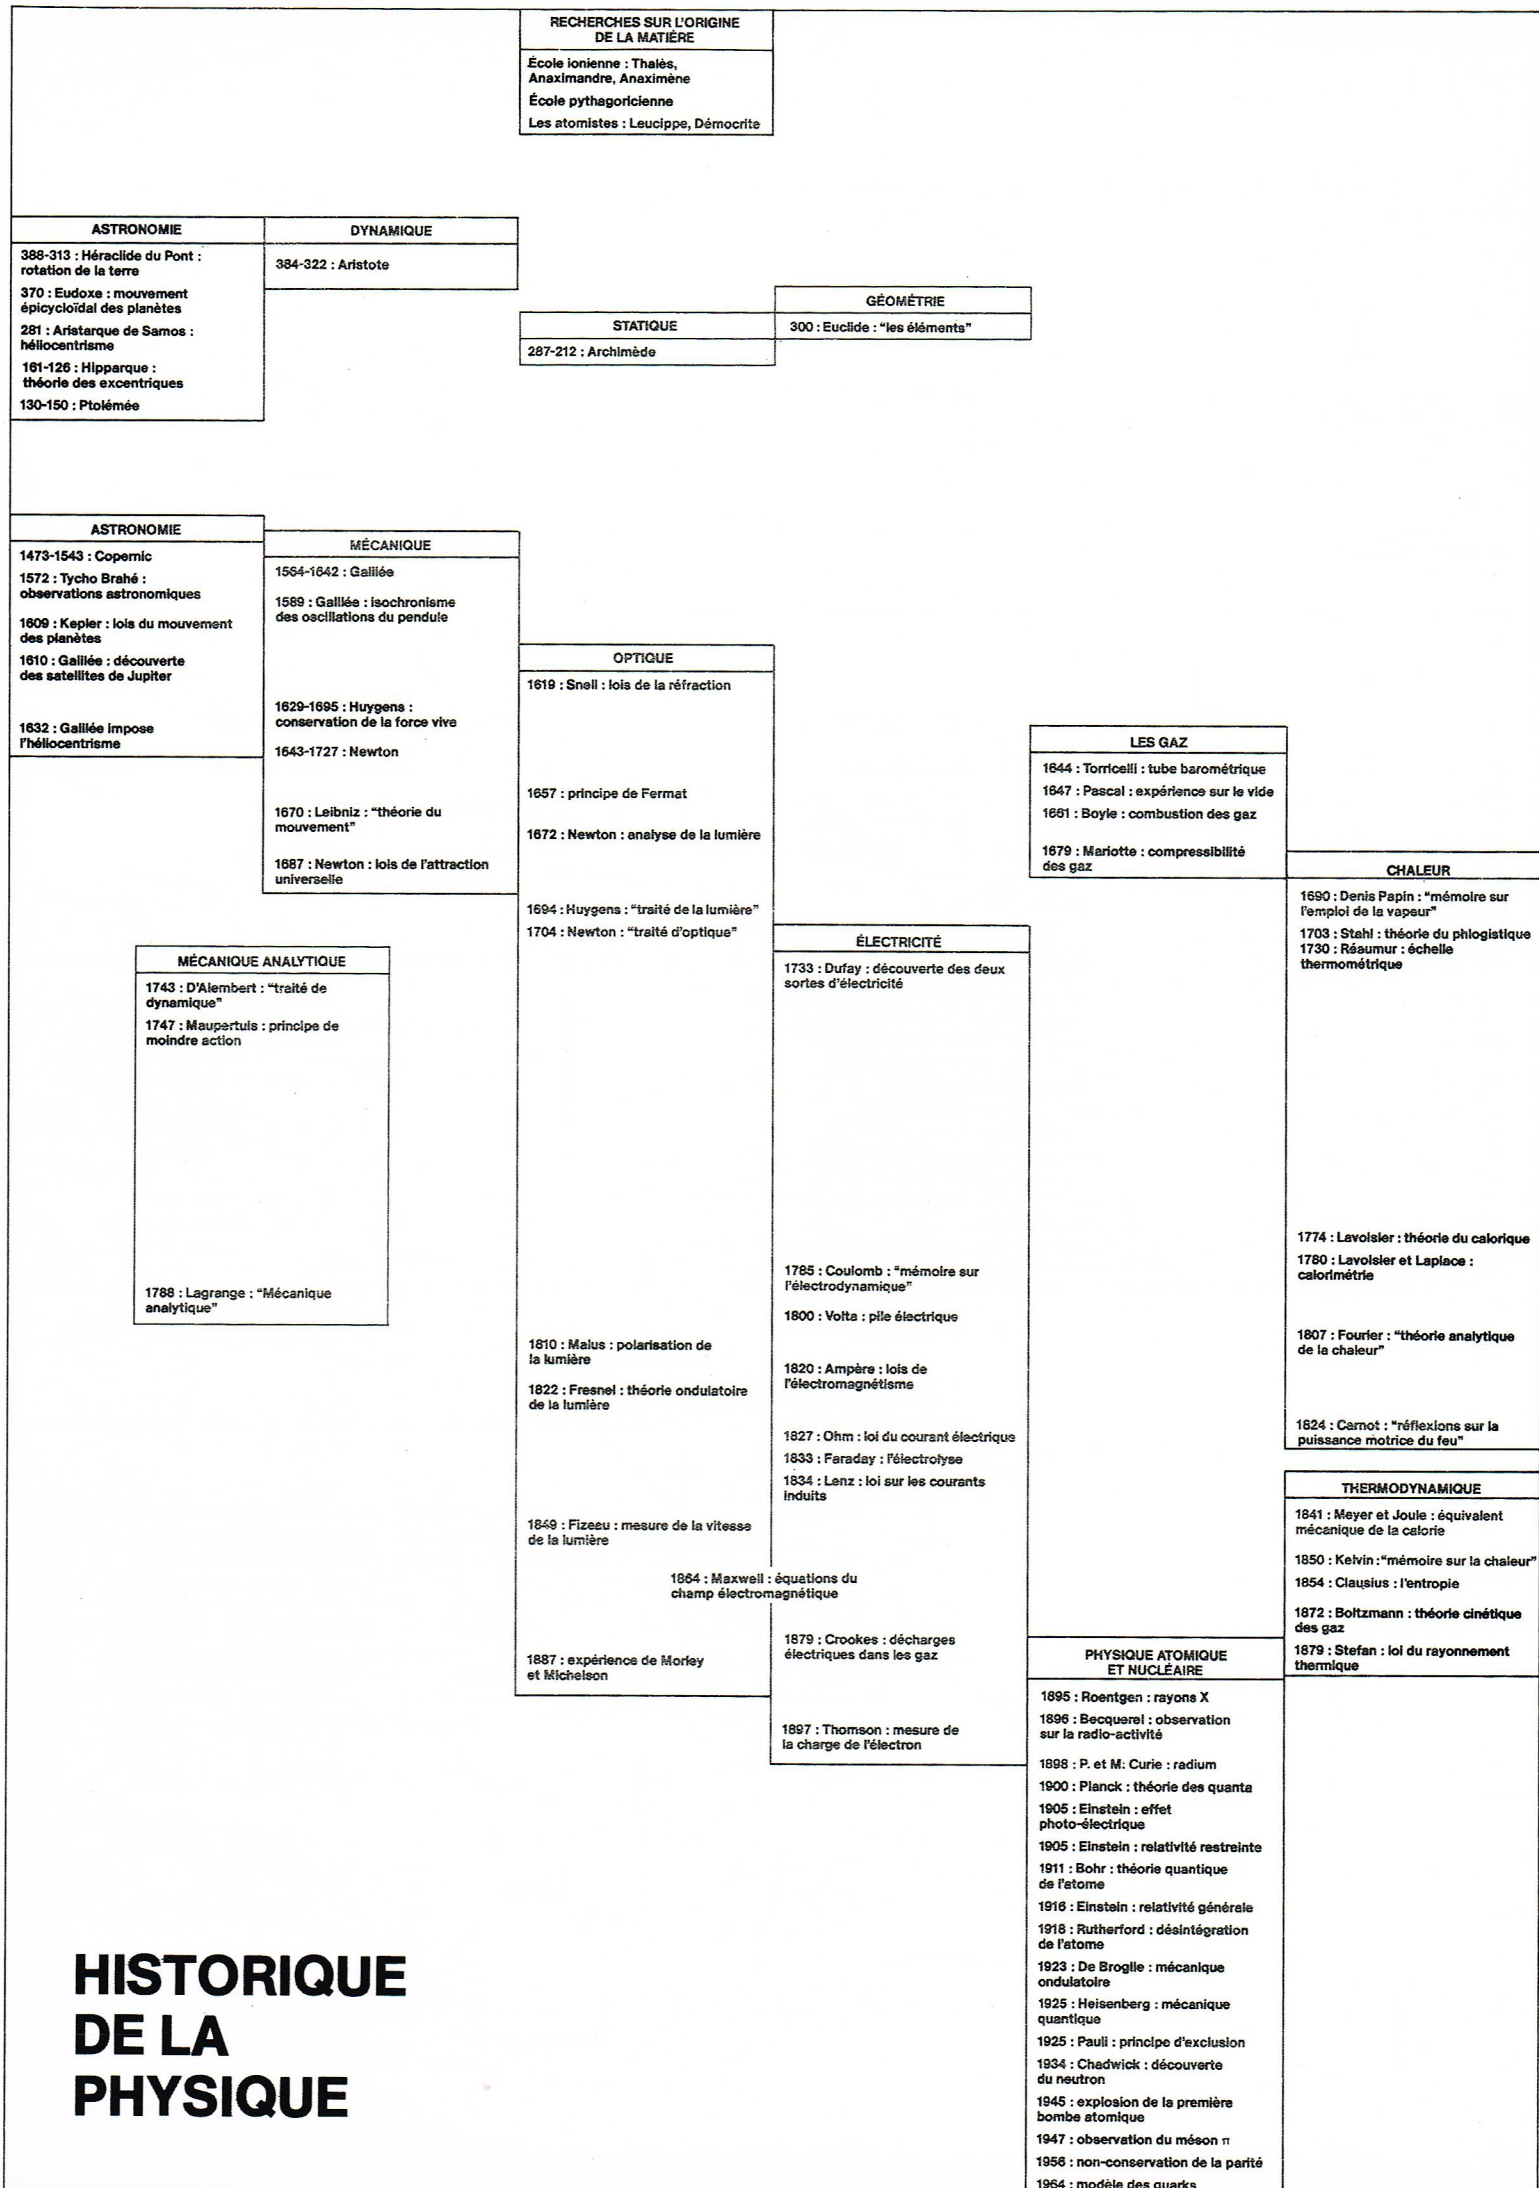 RECHERCHES SUR L'ORIGINE
DE LA MATIÈRE
École ionienne : Thalès,
Anaximandre, Anaximène
École pythagoricienne
Les atomistes : Leucippe, Démocrite
ASTRONOMIE
388-313 : Héraclide du Pont :
rotation de la terre
370 : Eudoxe : mouvement
épicycloïdal des planètes
281 : Aristarque de Samos :
héliocentrisme
161-126 : Hipparque :
théorie des excentriques
130-150 : Ptolémée
DYNAMIQUE
384-322 : Aristote
STATIQUE
287-212 : Archimède
GÉOMÉTRIE
300 : Euclide : "les éléments"
ASTRONOMIE
1473-1543 : Copernic
1572 : Tycho Brahé :
observations astronomiques
1609 : Kepler : lois du mouvement
des planètes
1610 : Galilée : découverte
des satellites de Jupiter
1632 : Galilée impose
l'héliocentrisme
MÉCANIQUE
1564-1642 : Galilée
1589 : Galilée : isochronisme
des oscillations du pendule
1629-1695 : Huygens :
conservation de la force vive
1643-1727 : Newton
1670 : Leibniz : "théorie du
mouvement"
1687 : Newton : lois de l'attraction
universelle
OPTIQUE
1619 : Snell : lois de la réfraction
1657 : principe de Fermat
1672 : Newton : analyse de la lumière
1694 : Huygens : "traité de la lumière"
1704 : Newton : "traité d'optique"
1810 : Malus : polarisation de
la lumière
1822 : Fresnel : théorie ondulatoire
de la lumière
1849 : Fizeau : mesure de la vitesse
de la lumière
1864 : Maxwell : équations du
champ électromagnétique
1887 : expérience de Morley
et Michelson
LES GAZ
1644 : Torricelli : tube barométrique
1647 : Pascal : expérience sur le vide
1661 : Boyle : combustion des gaz
1679 : Mariotte : compressibilité
des gaz
CHALEUR
1690 : Denis Papin : "mémoire sur
l'emploi de la vapeur"
1703 : Stahl : théorie du phlogistique
1730 : Réaumur : échelle
thermométrique
1774 : Lavoisier : théorie du calorique
1780 : Lavoisier et Laplace :
calorimétrie
1807 : Fourier : "théorie analytique
de la chaleur"
1824 : Carnot : "réflexions sur la
puissance motrice du feu"
MÉCANIQUE ANALYTIQUE
1743 : D'Alembert : "traité de
dynamique"
1747 : Maupertuis : principe de
moindre action
1788 : Lagrange : "Mécanique
analytique"
ÉLECTRICITÉ
1733 : Dufay : découverte des deux
sortes d'électricité
1785 : Coulomb : "mémoire sur
l'électrodynamique"
1800 : Volta : pile électrique
1820 : Ampère : lois de
l'électromagnétisme
1827 : Ohm : loi du courant électrique
1833 : Faraday : l'électrolyse
1834 : Lenz : loi sur les courants
induits
1879 : Crookes : décharges
électriques dans les gaz
1897 : Thomson : mesure de
la charge de l'électron
THERMODYNAMIQUE
1841 : Meyer et Joule : équivalent
mécanique de la calorie
1850 : Kelvin : "mémoire sur la chaleur"
1854 : Clausius : l'entropie
1872 : Boltzmann : théorie cinétique
des gaz
1879 : Stefan : loi du rayonnement
thermique
PHYSIQUE ATOMIQUE
ET NUCLÉAIRE
1895 : Roentgen : rayons X
1896 : Becquerel : observation
sur la radio-activité
1898 : P. et M. Curie : radium
1900 : Planck : théorie des quanta
1905 : Einstein : effet
photo-électrique
1905 : Einstein : relativité restreinte
1911 : Bohr : théorie quantique
de l'atome
1916 : Einstein : relativité générale
1918 : Rutherford : désintégration
de l'atome
1923 : De Broglie : mécanique
ondulatoire
1925 : Heisenberg : mécanique
quantique
1925 : Pauli : principe d'exclusion
1934 : Chadwick : découverte
du neutron
1945 : explosion de la première
bombe atomique
1947 : observation du méson π
1956 : non-conservation de la parité
1964 : modèle des quarks
HISTORIQUE
DE LA
PHYSIQUE